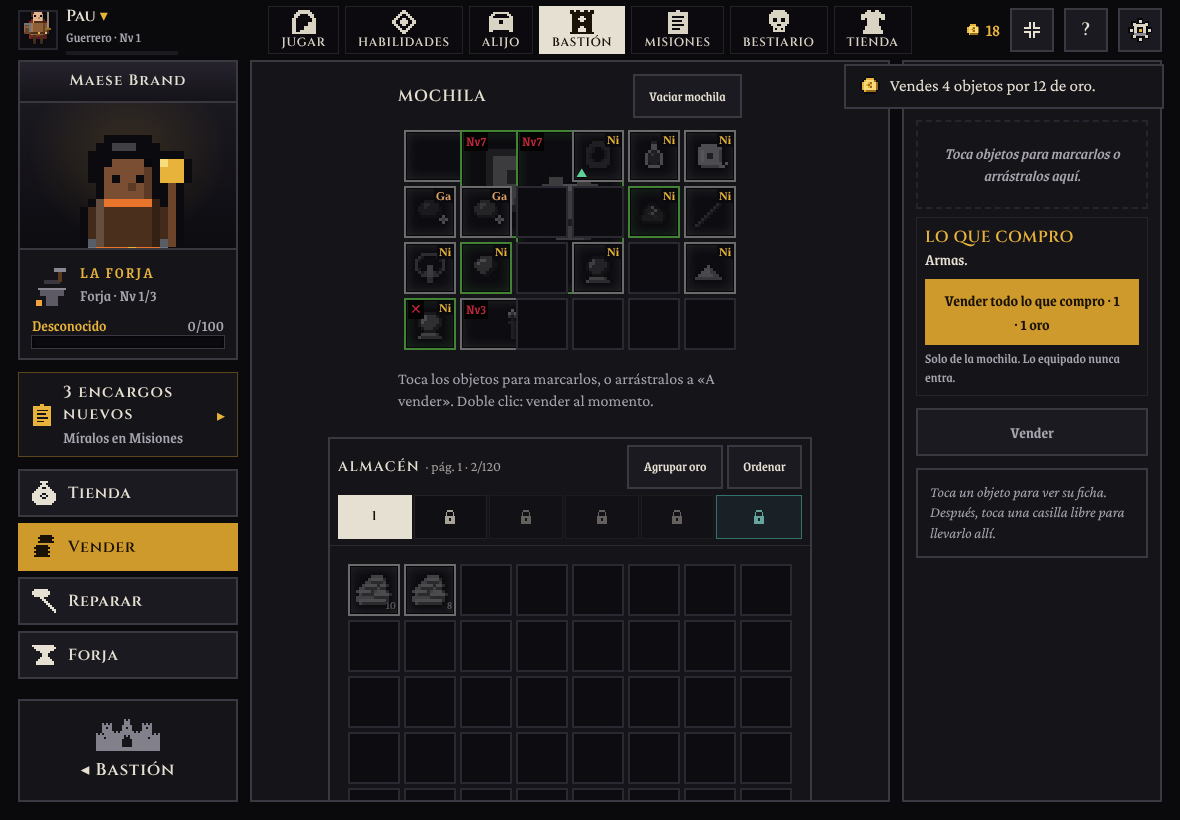 Pau ▾
Guerrero · Nv 1
JUGAR
HABILIDADES
ALIJO
BASTIÓN
MISIONES
BESTIARIO
TIENDA
18
?
Vendes 4 objetos por 12 de oro.
Maese Brand
LA FORJA
Forja · Nv 1/3
Desconocido 0/100
3 ENCARGOS
NUEVOS
Míralos en Misiones
Tienda
Vender
Reparar
Forja
◂ Bastión
MOCHILA
Vaciar mochila
Nv7 Nv7 Ni Ni Ni
Ga Ga Ni Ni
Ni Ni Ni Ni
Ni Nv3
Toca los objetos para marcarlos, o arrástralos a «A
vender». Doble clic: vender al momento.
ALMACÉN · pág. 1 · 2/120
Agrupar oro
Ordenar
1
10 8
Toca objetos para marcarlos o
arrástralos aquí.
LO QUE COMPRO
Armas.
Vender todo lo que compro · 1
· 1 oro
Solo de la mochila. Lo equipado nunca
entra.
Vender
Toca un objeto para ver su ficha.
Después, toca una casilla libre para
llevarlo allí.